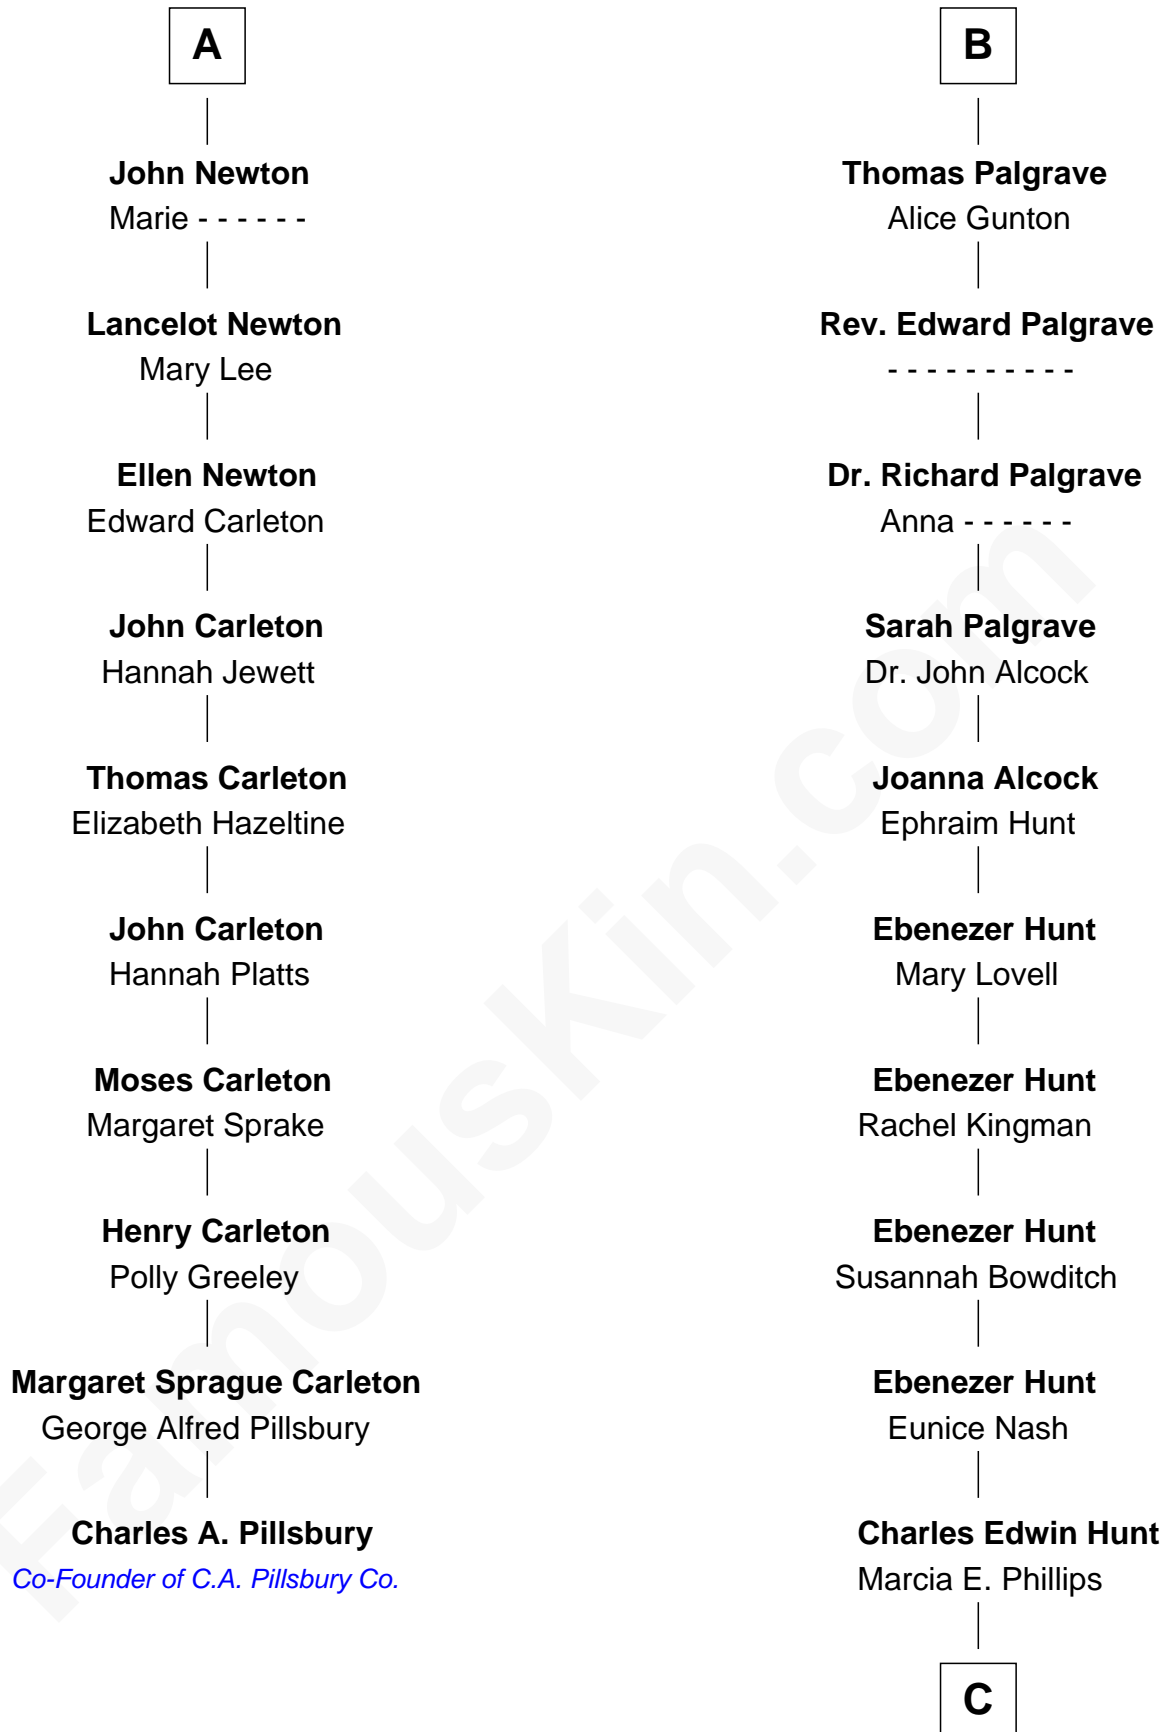 A
John Newton
Marie - - - - - -
Lancelot Newton
Mary Lee
Ellen Newton
Edward Carleton
John Carleton
Hannah Jewett
Thomas Carleton
Elizabeth Hazeltine
John Carleton
Hannah Platts
Moses Carleton
Margaret Sprake
Henry Carleton
Polly Greeley
Margaret Sprague Carleton
George Alfred Pillsbury
Charles A. Pillsbury
Co-Founder of C.A. Pillsbury Co.
B
Thomas Palgrave
Alice Gunton
Rev. Edward Palgrave
- - - - - - - - - -
Dr. Richard Palgrave
Anna - - - - - -
Sarah Palgrave
Dr. John Alcock
Joanna Alcock
Ephraim Hunt
Ebenezer Hunt
Mary Lovell
Ebenezer Hunt
Rachel Kingman
Ebenezer Hunt
Susannah Bowditch
Ebenezer Hunt
Eunice Nash
Charles Edwin Hunt
Marcia E. Phillips
C
FamousKin.com